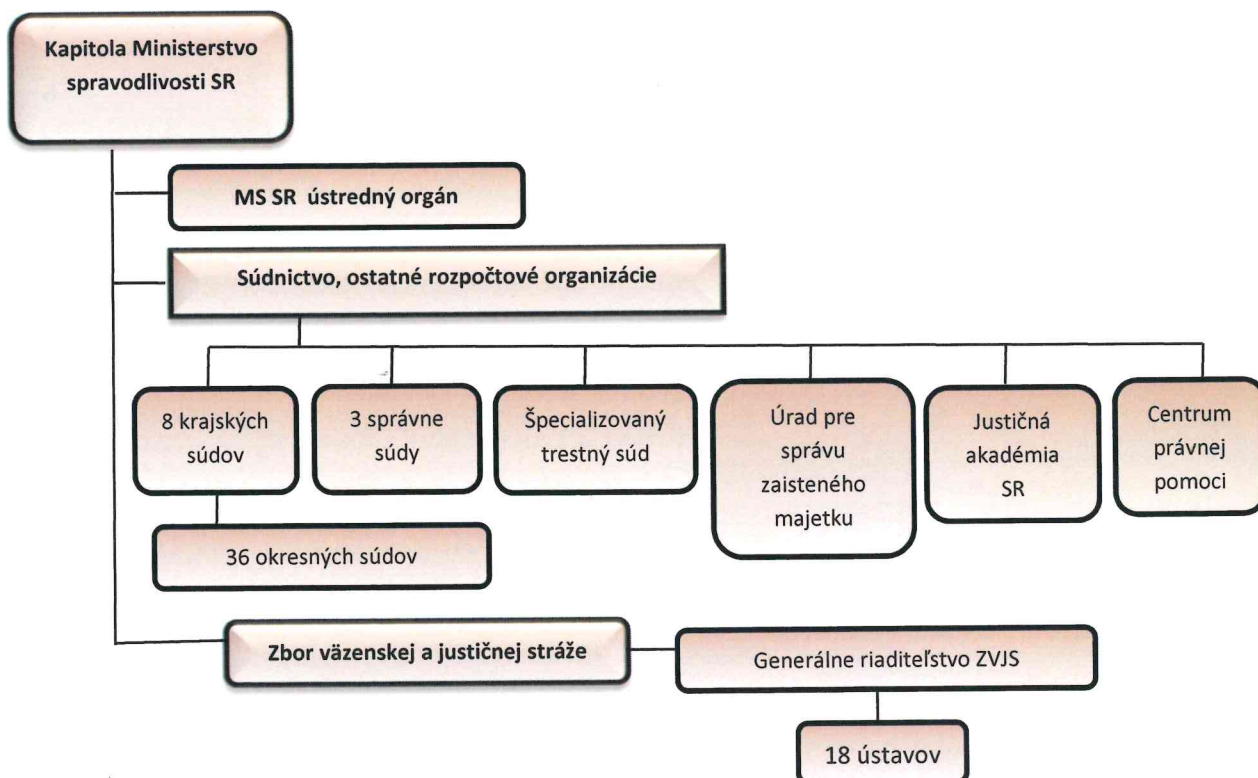 Kapitola Ministerstvo
spravodlivosti SR
MS SR ústredný orgán
Súdnictvo, ostatné rozpočtové organizácie
8 krajských
súdov
3 správne
súdy
Špecializovaný
trestný súd
Úrad pre
správu
zaisteného
majetku
Justičná
akadémia
SR
Centrum
právnej
pomoci
36 okresných súdov
Zbor väzenskej a justičnej stráže
Generálne riaditeľstvo ZVJS
18 ústavov